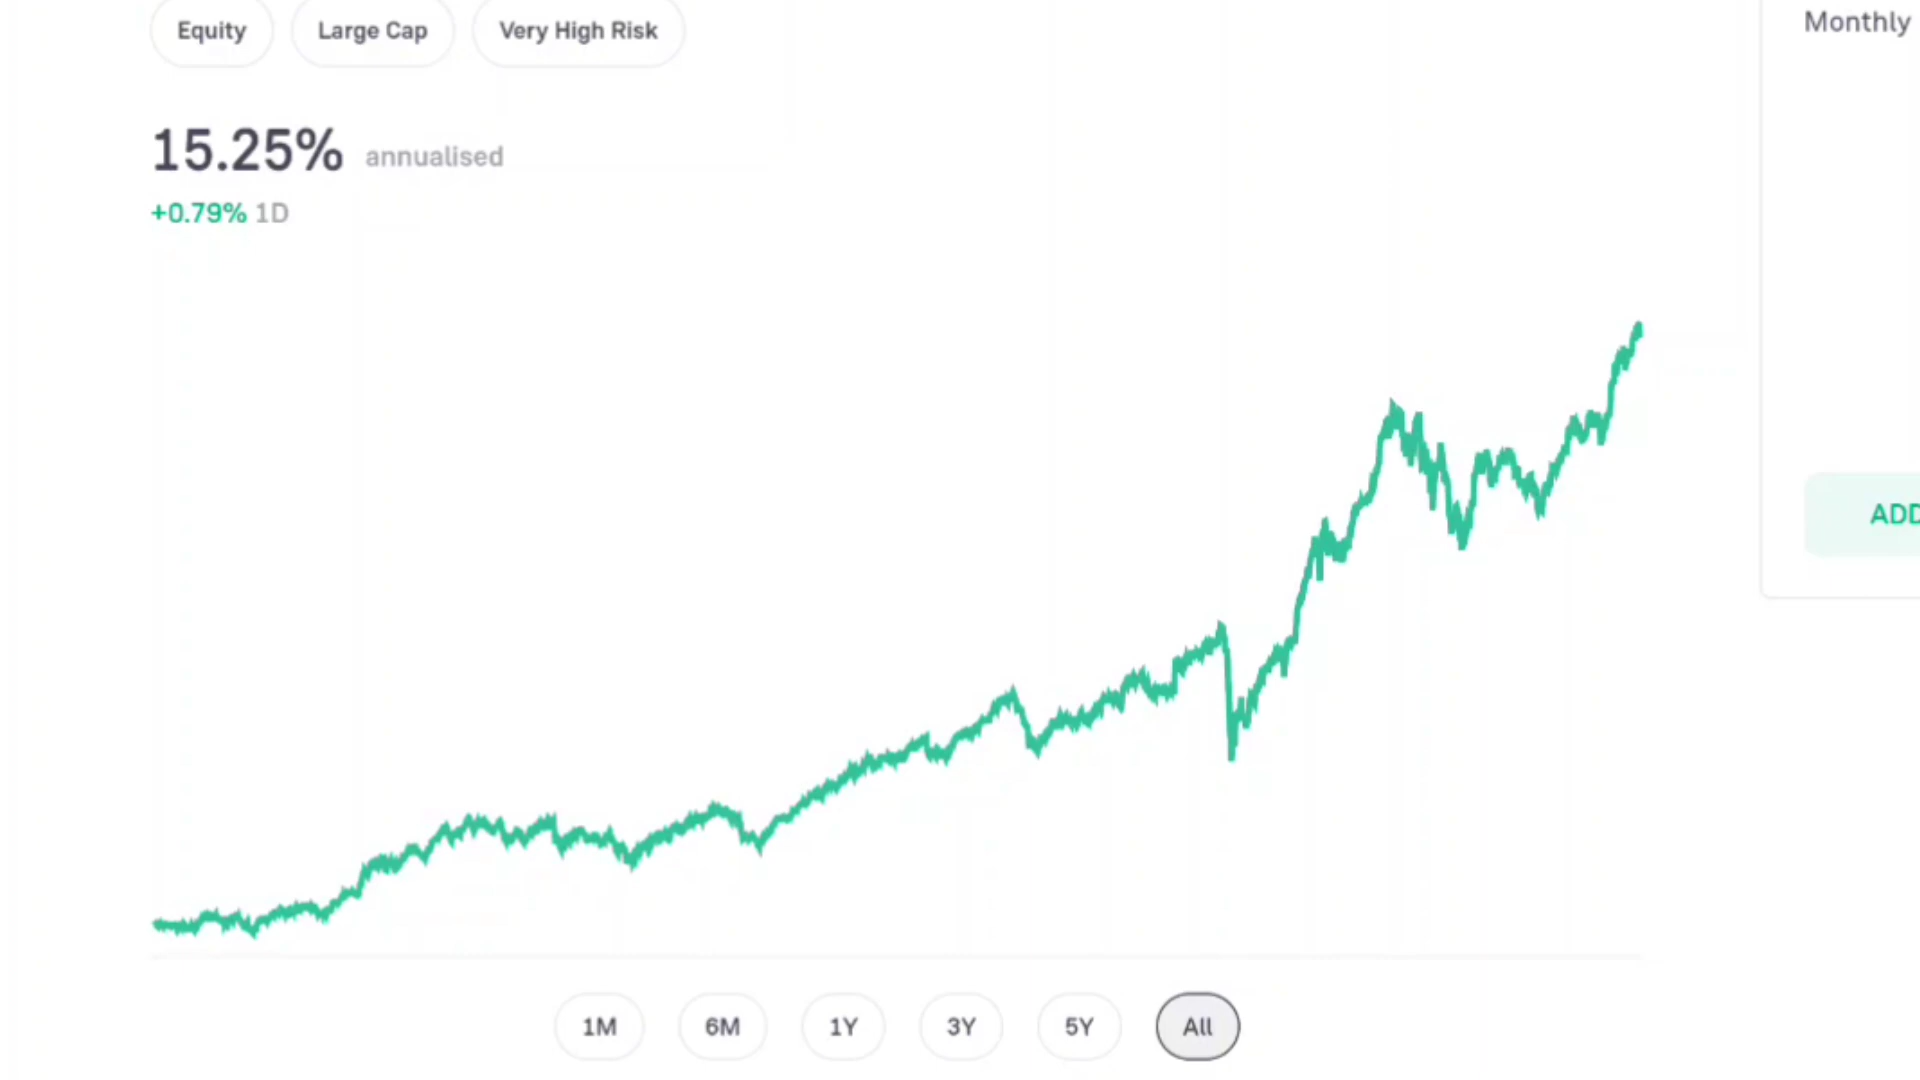 Equity Large Cap Very High Risk
Monthly
15.25% annualised
+0.79% 1D
ADD
1M 6M 1Y 3Y 5Y All